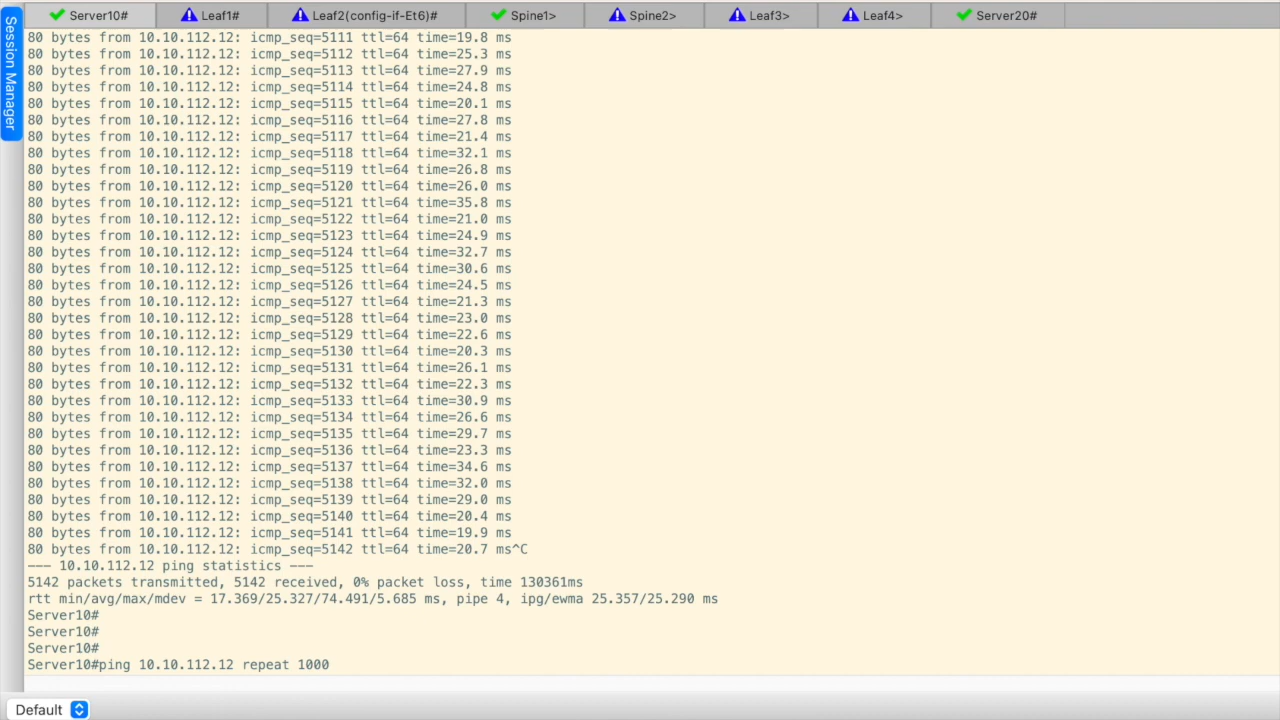 Server10#
Leaf1#
Leaf2(config-if-Et6)#
Spine1>
Spine2>
Leaf3>
Leaf4>
Server20#
Session Manager
80 bytes from 10.10.112.12: icmp_seq=5111 ttl=64 time=19.8 ms
80 bytes from 10.10.112.12: icmp_seq=5112 ttl=64 time=25.3 ms
80 bytes from 10.10.112.12: icmp_seq=5113 ttl=64 time=27.9 ms
80 bytes from 10.10.112.12: icmp_seq=5114 ttl=64 time=24.8 ms
80 bytes from 10.10.112.12: icmp_seq=5115 ttl=64 time=20.1 ms
80 bytes from 10.10.112.12: icmp_seq=5116 ttl=64 time=27.8 ms
80 bytes from 10.10.112.12: icmp_seq=5117 ttl=64 time=21.4 ms
80 bytes from 10.10.112.12: icmp_seq=5118 ttl=64 time=32.1 ms
80 bytes from 10.10.112.12: icmp_seq=5119 ttl=64 time=26.8 ms
80 bytes from 10.10.112.12: icmp_seq=5120 ttl=64 time=26.0 ms
80 bytes from 10.10.112.12: icmp_seq=5121 ttl=64 time=35.8 ms
80 bytes from 10.10.112.12: icmp_seq=5122 ttl=64 time=21.0 ms
80 bytes from 10.10.112.12: icmp_seq=5123 ttl=64 time=24.9 ms
80 bytes from 10.10.112.12: icmp_seq=5124 ttl=64 time=32.7 ms
80 bytes from 10.10.112.12: icmp_seq=5125 ttl=64 time=30.6 ms
80 bytes from 10.10.112.12: icmp_seq=5126 ttl=64 time=24.5 ms
80 bytes from 10.10.112.12: icmp_seq=5127 ttl=64 time=21.3 ms
80 bytes from 10.10.112.12: icmp_seq=5128 ttl=64 time=23.0 ms
80 bytes from 10.10.112.12: icmp_seq=5129 ttl=64 time=22.6 ms
80 bytes from 10.10.112.12: icmp_seq=5130 ttl=64 time=20.3 ms
80 bytes from 10.10.112.12: icmp_seq=5131 ttl=64 time=26.1 ms
80 bytes from 10.10.112.12: icmp_seq=5132 ttl=64 time=22.3 ms
80 bytes from 10.10.112.12: icmp_seq=5133 ttl=64 time=30.9 ms
80 bytes from 10.10.112.12: icmp_seq=5134 ttl=64 time=26.6 ms
80 bytes from 10.10.112.12: icmp_seq=5135 ttl=64 time=29.7 ms
80 bytes from 10.10.112.12: icmp_seq=5136 ttl=64 time=23.3 ms
80 bytes from 10.10.112.12: icmp_seq=5137 ttl=64 time=34.6 ms
80 bytes from 10.10.112.12: icmp_seq=5138 ttl=64 time=32.0 ms
80 bytes from 10.10.112.12: icmp_seq=5139 ttl=64 time=29.0 ms
80 bytes from 10.10.112.12: icmp_seq=5140 ttl=64 time=20.4 ms
80 bytes from 10.10.112.12: icmp_seq=5141 ttl=64 time=19.9 ms
80 bytes from 10.10.112.12: icmp_seq=5142 ttl=64 time=20.7 ms^C
--- 10.10.112.12 ping statistics ---
5142 packets transmitted, 5142 received, 0% packet loss, time 130361ms
rtt min/avg/max/mdev = 17.369/25.327/74.491/5.685 ms, pipe 4, ipg/ewma 25.357/25.290 ms
Server10#
Server10#
Server10#
Server10#ping 10.10.112.12 repeat 1000
Default